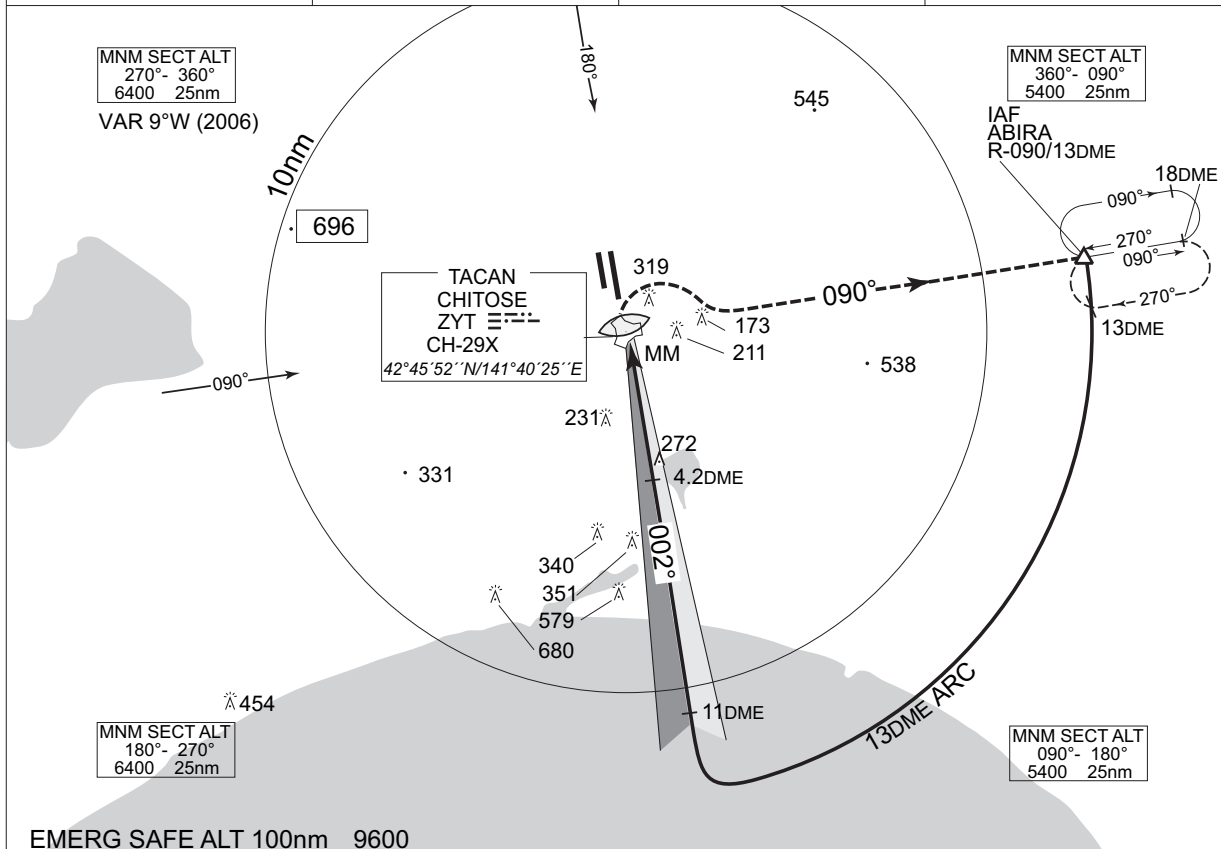 MNM SECT ALT
270°- 360°
6400 25nm
VAR 9°W (2006)
180°
545
MNM SECT ALT
360°- 090°
5400 25nm
IAF
ABIRA
R-090/13DME
18DME
090°
270°
090°
270°
13DME
10nm
696
319
TACAN
CHITOSE
ZYT
CH-29X
42°45´52´´N/141°40´25´´E
090°
173
211
MM
538
090°
231
272
4.2DME
331
002°
340
351
579
680
11DME
13DME ARC
454
MNM SECT ALT
180°- 270°
6400 25nm
MNM SECT ALT
090°- 180°
5400 25nm
EMERG SAFE ALT 100nm 9600